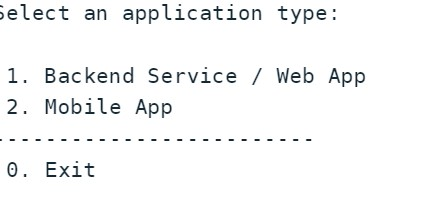 Select an application type:
1. Backend Service / Web App
2. Mobile App
-------------------------
0. Exit